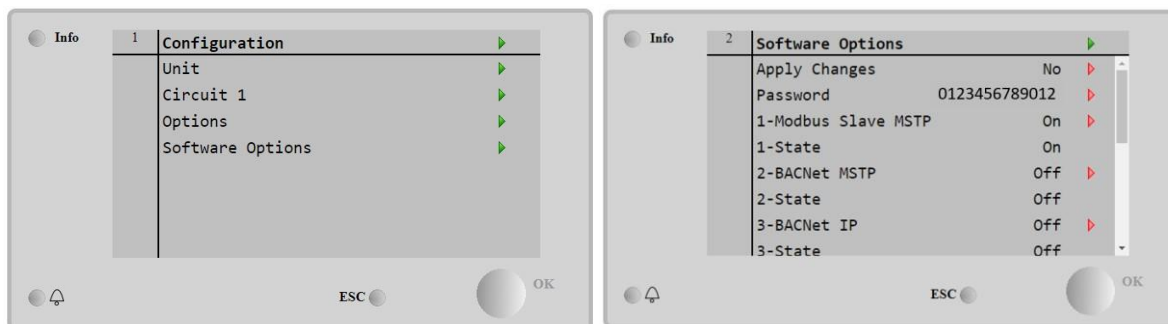 Info
1 Configuration
Unit
Circuit 1
Options
Software Options
ESC
OK
Info
2 Software Options
Apply Changes No
Password 0123456789012
1-Modbus Slave MSTP On
1-State On
2-BACNet MSTP Off
2-State Off
3-BACNet IP Off
3-State Off
ESC
OK